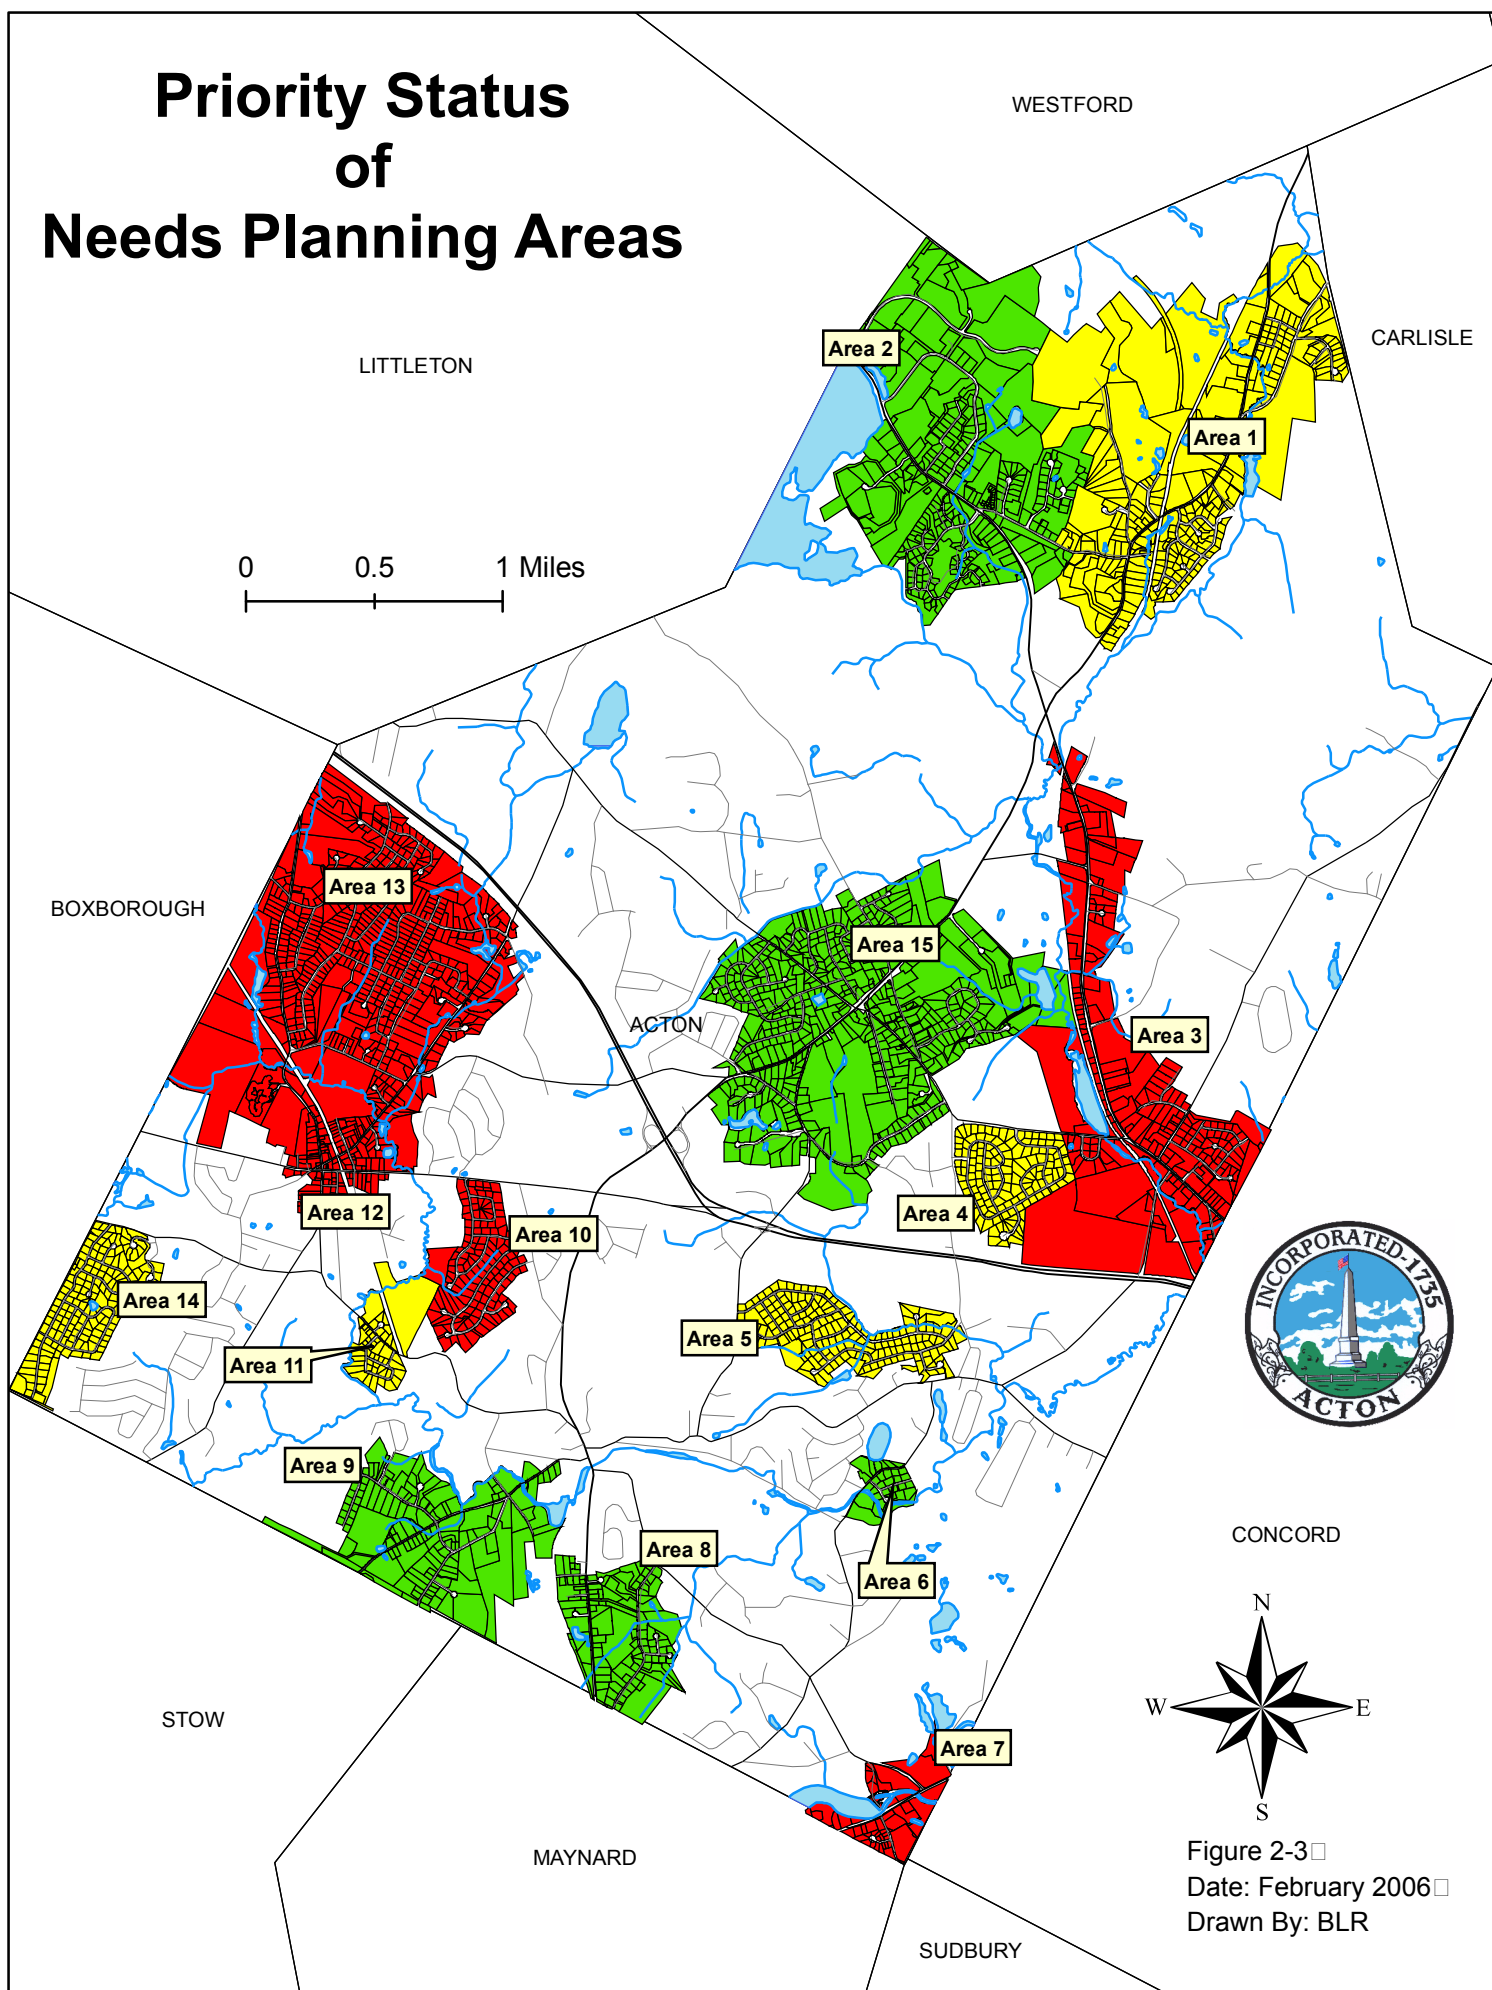 Priority Status
of
Needs Planning Areas
WESTFORD
CARLISLE
LITTLETON
Area 2
Area 1
0 0.5 1 Miles
Area 13
BOXBOROUGH
Area 15
ACTON
Area 3
Area 12
Area 4
Area 10
Area 14
Area 5
Area 11
INCORPORATED-1735
ACTON
Area 9
CONCORD
Area 8
Area 6
N
W
E
S
STOW
Area 7
MAYNARD
Figure 2-3
Date: February 2006
Drawn By: BLR
SUDBURY